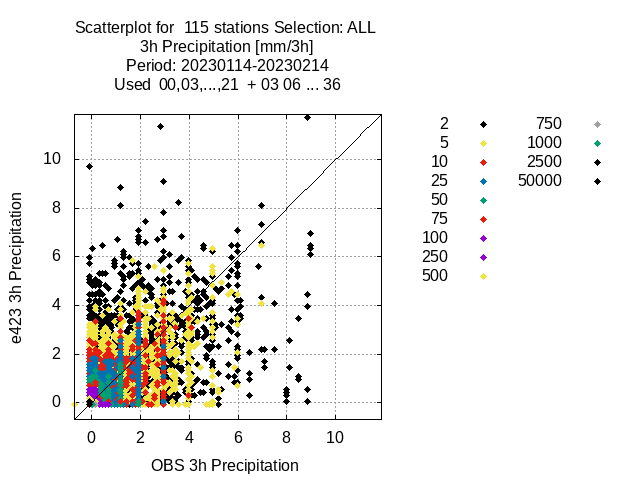 Scatterplot for  115 stations Selection: ALL
3h Precipitation [mm/3h]
Period: 20230114-20230214
Used  00,03,...,21  + 03 06 ... 36
2
5
10
25
50
75
100
250
500
750
1000
2500
50000
e423 3h Precipitation
10
8
6
4
2
0
0 2 4 6 8 10
OBS 3h Precipitation